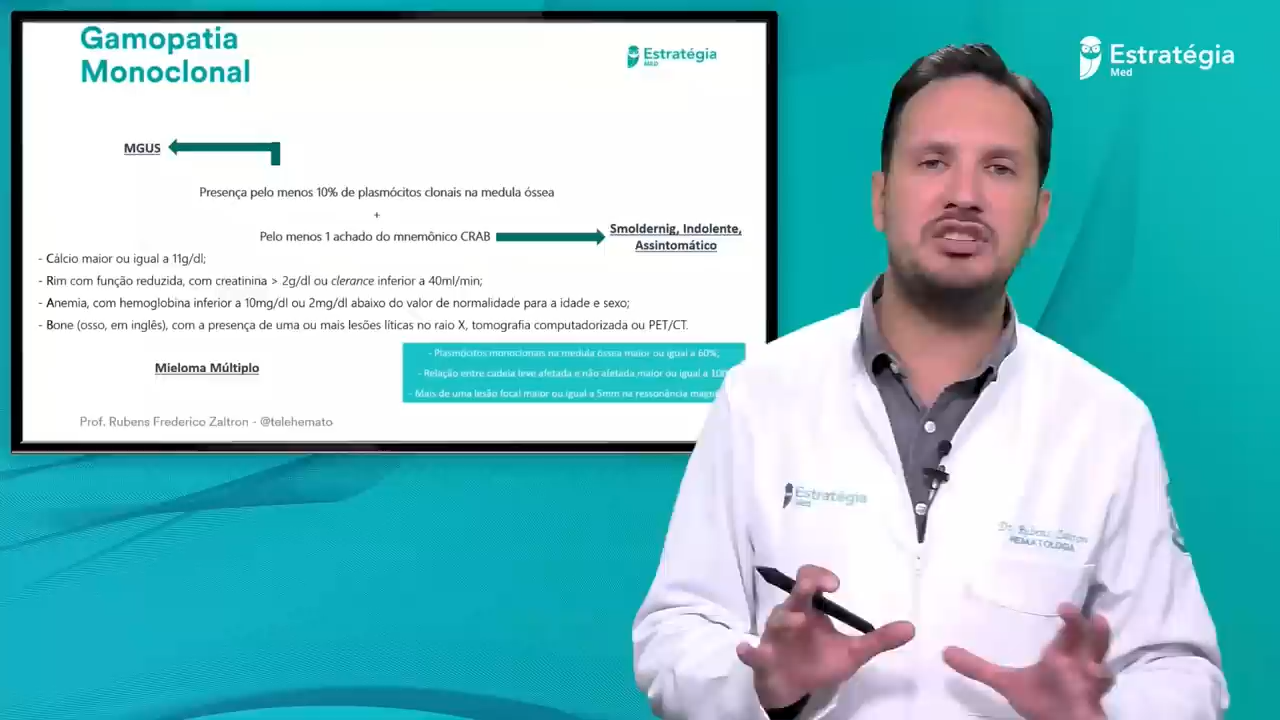 Gamopatia
Monoclonal
Estratégia
MED
Estratégia
Med
MGUS
Presença pelo menos 10% de plasmócitos clonais na medula óssea
+
Pelo menos 1 achado do mnemônico CRAB
Smoldernig, Indolente,
Assintomático
- Cálcio maior ou igual a 11g/dl;
- Rim com função reduzida, com creatinina > 2g/dl ou clerance inferior a 40ml/min;
- Anemia, com hemoglobina inferior a 10mg/dl ou 2mg/dl abaixo do valor de normalidade para a idade e sexo;
- Bone (osso, em inglês), com a presença de uma ou mais lesões líticas no raio X, tomografia computadorizada ou PET/CT.
- Plasmócitos monoclonais na medula óssea maior ou igual a 60%;
Mieloma Múltiplo
- Relação entre cadeia leve afetada e não afetada maior ou igual a
- Mais de uma lesão focal maior ou igual a 5mm na ressonância
Prof. Rubens Frederico Zaltron - @telehemato
Estratégia
Dr. Rubens Zaltron
HEMATOLOGIA